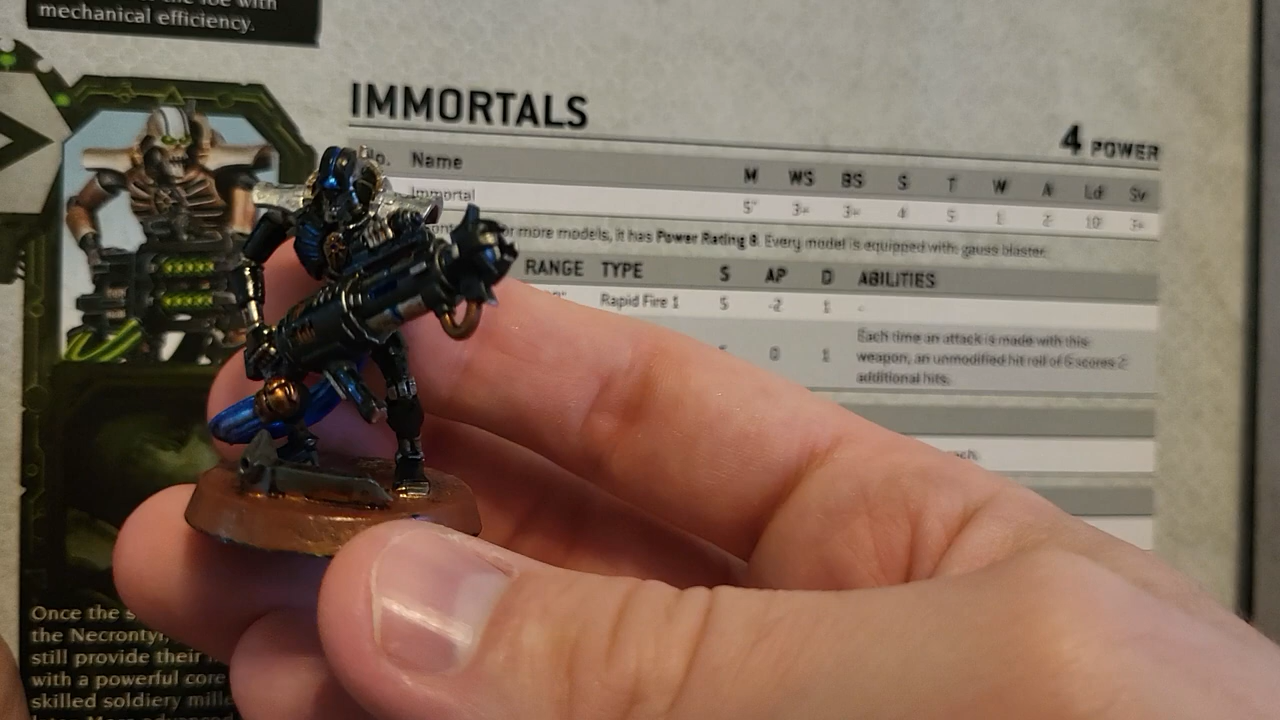 the foe with
mechanical efficiency.
IMMORTALS
4 POWER
No. Name M WS BS S T W A Ld Sv
Immortal 5" 3+ 3+ 4 5 1 2 10 3+
or more models, it has Power Rating 8. Every model is equipped with: gauss blaster.
RANGE TYPE S AP D ABILITIES
Rapid Fire 1 5 -2 1 -
0 1 Each time an attack is made with this
weapon, an unmodified hit roll of 6 scores 2
additional hits.
Once the s
the Necrontyr,
still provide their
with a powerful core
skilled soldiery mille